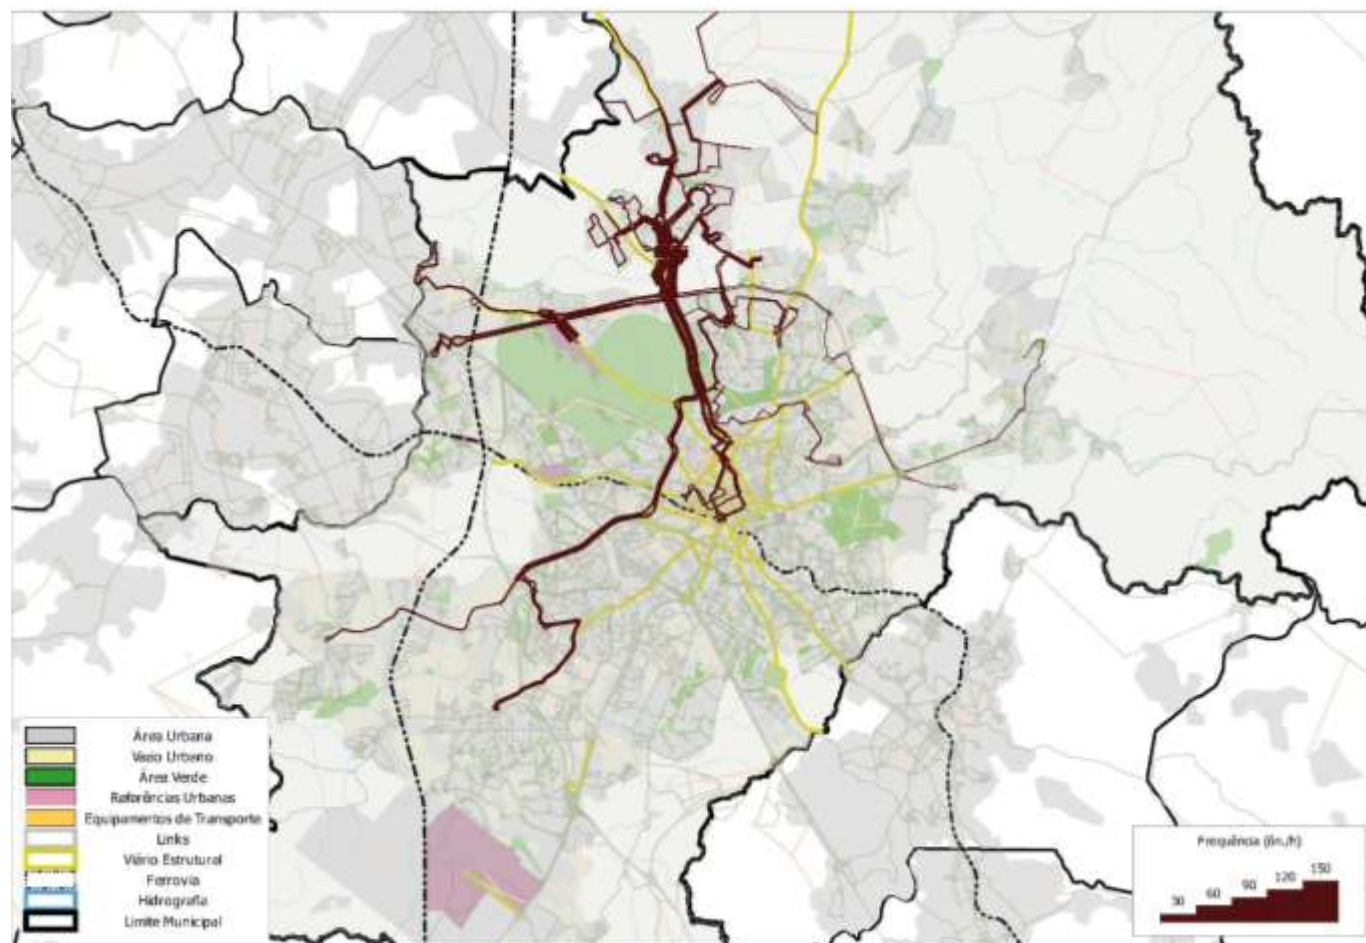 Área Urbana
Vazio Urbano
Área Verde
Referências Urbanas
Equipamentos de Transporte
Links
Viário Estrutural
Ferrovia
Hidrografia
Limite Municipal
Frequência (ôn./h)
30 60 90 120 150